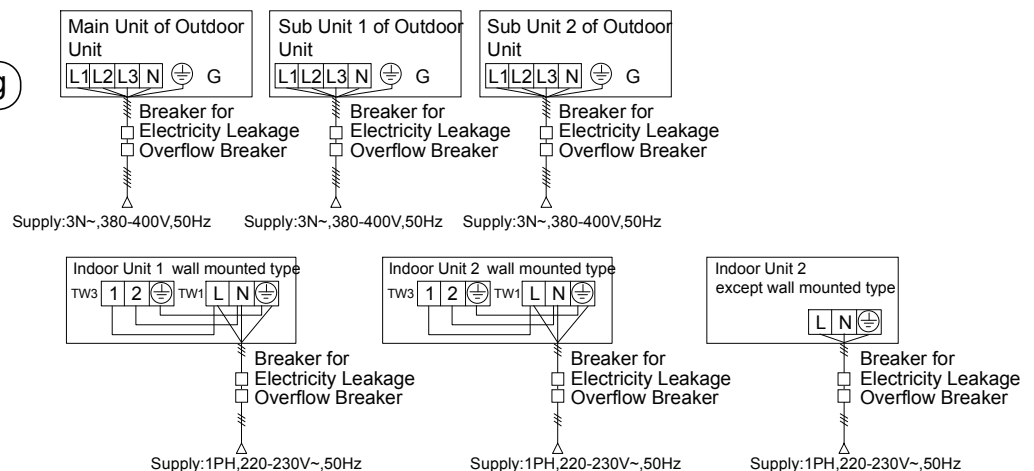 Main Unit of Outdoor
Unit
L1 L2 L3 N G
Breaker for
Electricity Leakage
Overflow Breaker
Supply:3N~,380-400V,50Hz
Sub Unit 1 of Outdoor
Unit
L1 L2 L3 N G
Breaker for
Electricity Leakage
Overflow Breaker
Supply:3N~,380-400V,50Hz
Sub Unit 2 of Outdoor
Unit
L1 L2 L3 N G
Breaker for
Electricity Leakage
Overflow Breaker
Supply:3N~,380-400V,50Hz
Indoor Unit 1 wall mounted type
TW3 1 2 TW1 L N
Breaker for
Electricity Leakage
Overflow Breaker
Supply:1PH,220-230V~,50Hz
Indoor Unit 2 wall mounted type
TW3 1 2 TW1 L N
Breaker for
Electricity Leakage
Overflow Breaker
Supply:1PH,220-230V~,50Hz
Indoor Unit 2
except wall mounted type
L N
Breaker for
Electricity Leakage
Overflow Breaker
Supply:1PH,220-230V~,50Hz